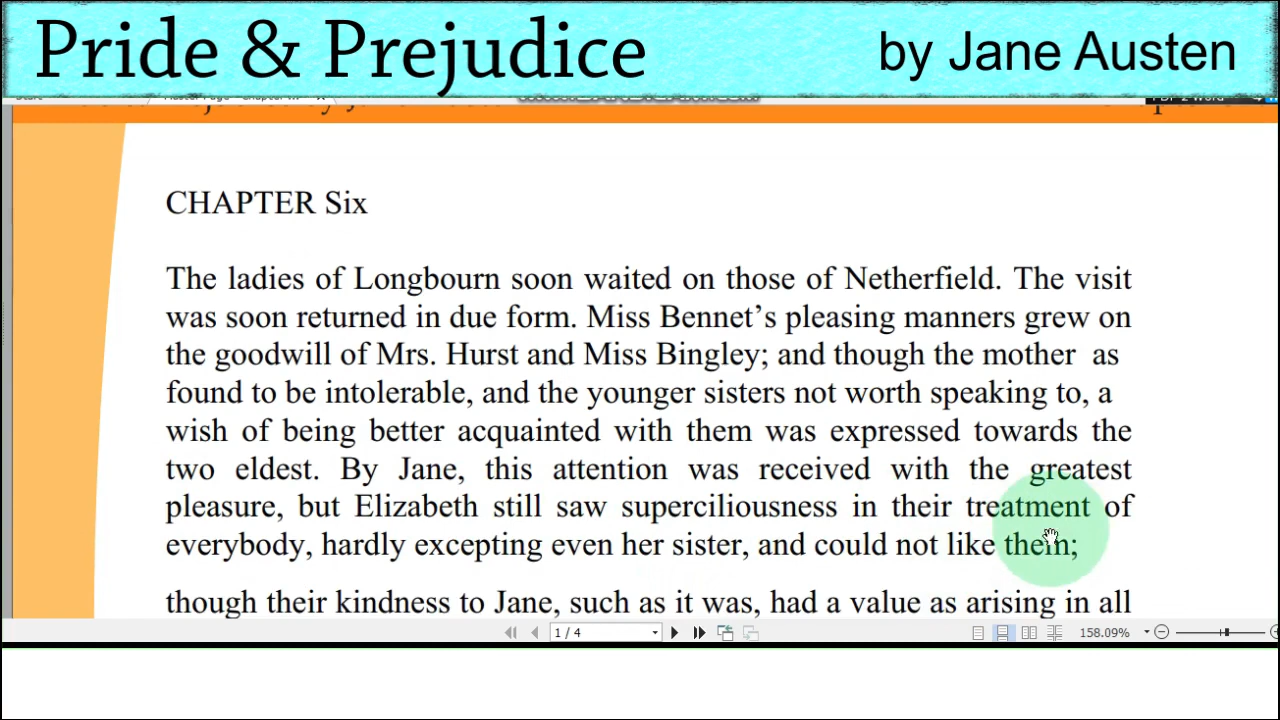 Pride & Prejudice by Jane Austen
CHAPTER Six
The ladies of Longbourn soon waited on those of Netherfield. The visit
was soon returned in due form. Miss Bennet’s pleasing manners grew on
the goodwill of Mrs. Hurst and Miss Bingley; and though the mother as
found to be intolerable, and the younger sisters not worth speaking to, a
wish of being better acquainted with them was expressed towards the
two eldest. By Jane, this attention was received with the greatest
pleasure, but Elizabeth still saw superciliousness in their treatment of
everybody, hardly excepting even her sister, and could not like them;
though their kindness to Jane, such as it was, had a value as arising in all
1 / 4 158.09%